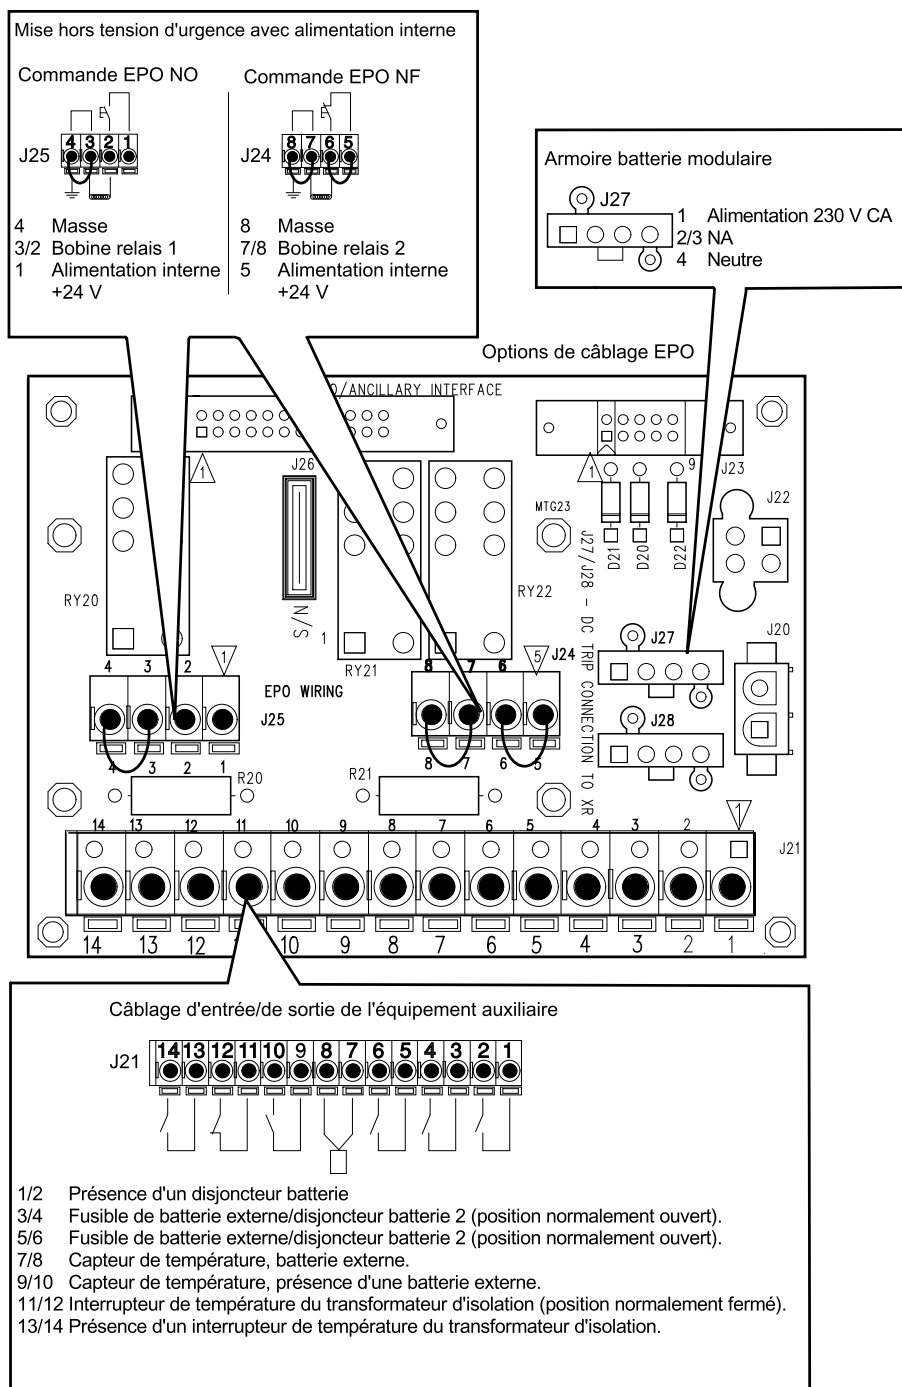 Mise hors tension d'urgence avec alimentation interne
Commande EPO NO
Commande EPO NF
J25
4 3 2 1
J24
8 7 6 5
4 Masse
3/2 Bobine relais 1
1 Alimentation interne
+24 V
8 Masse
7/8 Bobine relais 2
5 Alimentation interne
+24 V
Armoire batterie modulaire
J27
1 Alimentation 230 V CA
2/3 NA
4 Neutre
Options de câblage EPO
O/ANCILLARY INTERFACE
1
J26
1
9
J23
MTG23
J22
D21
D20
D22
RY20
N/S
1
RY21
RY22
J27/J28 - DC TRIP CONNECTION TO XR
J27
J20
J28
4 3 2 1
EPO WIRING
J25
4 3 2 1
8 7 6 5
J24
8 7 6 5
R20
R21
14 13 12 11 10 9 8 7 6 5 4 3 2 1
J21
14 13 12 1 10 9 8 7 6 5 4 3 2 1
Câblage d'entrée/de sortie de l'équipement auxiliaire
J21
14 13 12 11 10 9 8 7 6 5 4 3 2 1
1/2 Présence d'un disjoncteur batterie
3/4 Fusible de batterie externe/disjoncteur batterie 2 (position normalement ouvert).
5/6 Fusible de batterie externe/disjoncteur batterie 2 (position normalement ouvert).
7/8 Capteur de température, batterie externe.
9/10 Capteur de température, présence d'une batterie externe.
11/12 Interrupteur de température du transformateur d'isolation (position normalement fermé).
13/14 Présence d'un interrupteur de température du transformateur d'isolation.